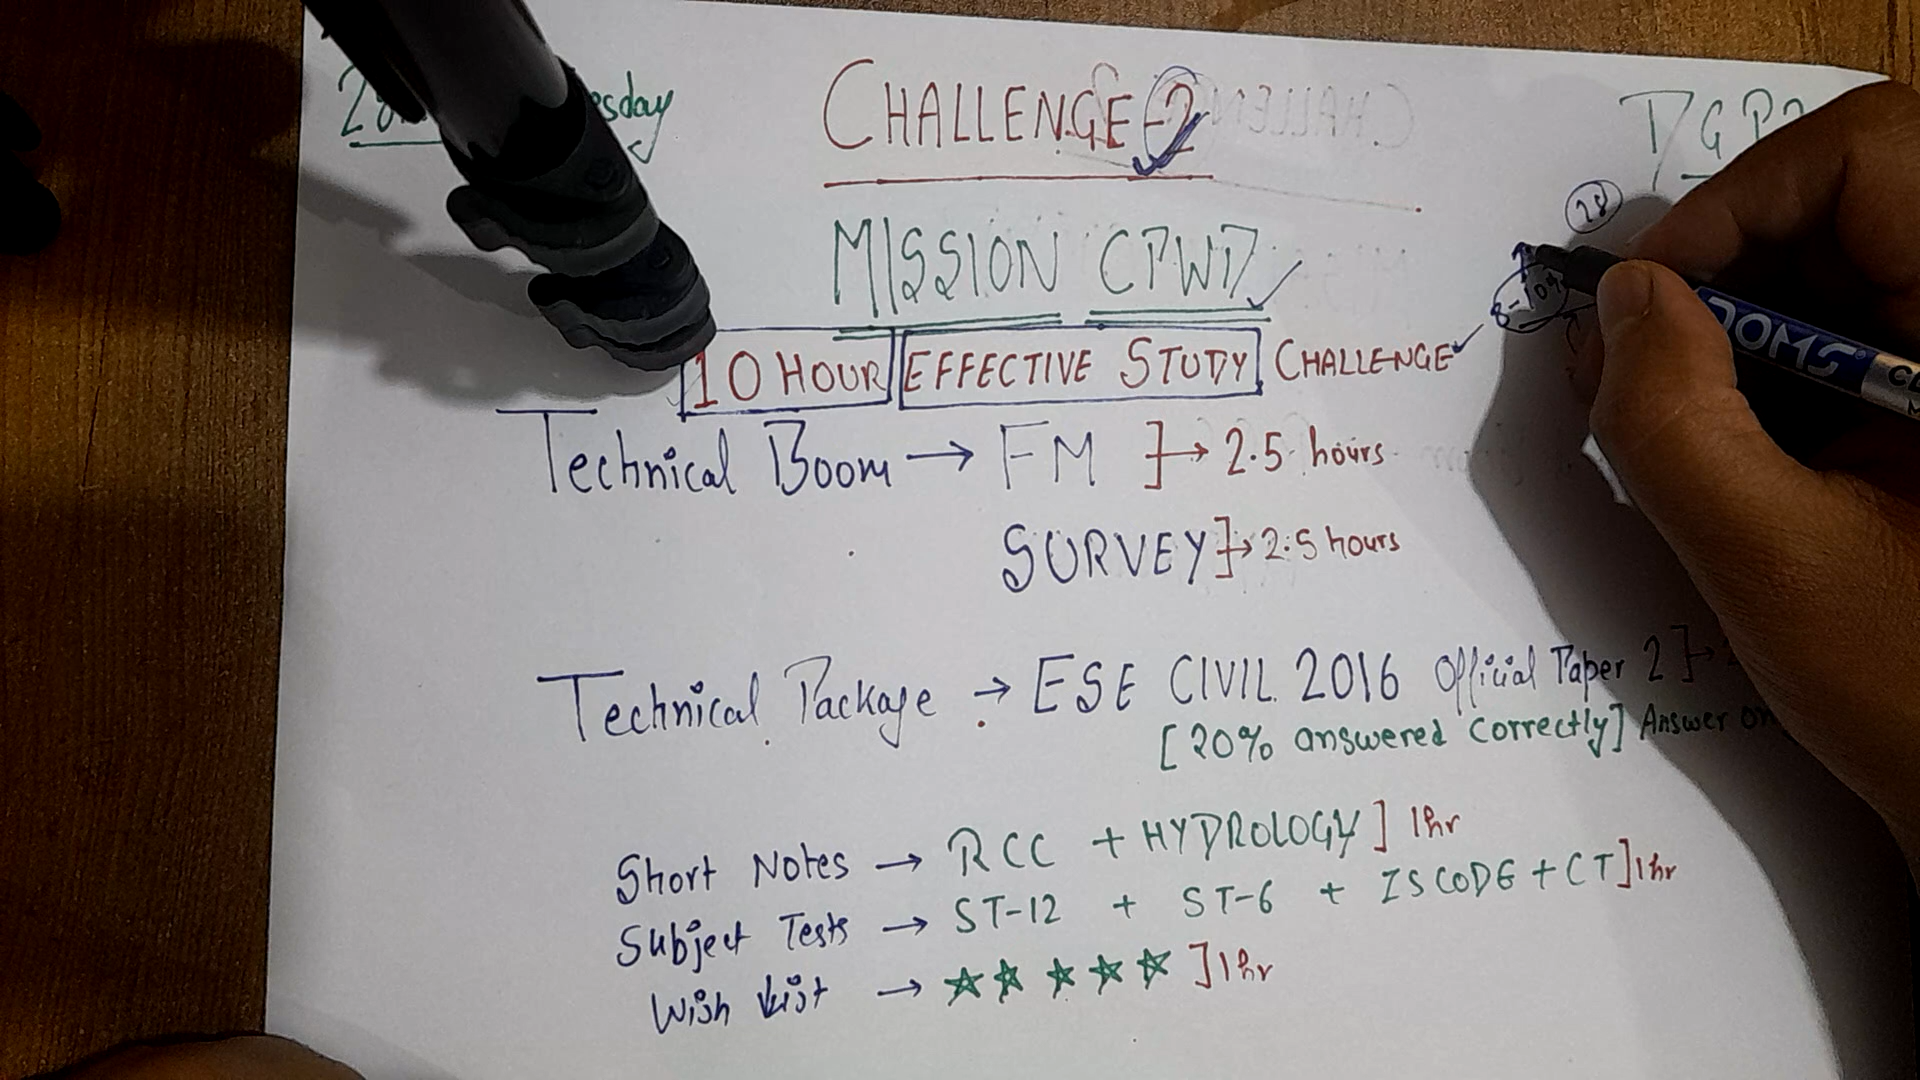 CHALLENGE-2
MISSION CPWD
28
10 HOUR EFFECTIVE STUDY CHALLENGE
Technical Boom → FM ]→ 2.5 hours
SURVEY]→ 2.5 hours
Technical Package → ESE CIVIL 2016 Official Paper 2]→
[20% answered correctly] Answer
Short Notes → RCC + HYDROLOGY] 1hr
Subject Tests → ST-12 + ST-6 + IS CODE + CT]1hr
Wish List → ☆☆☆☆☆ ]1hr